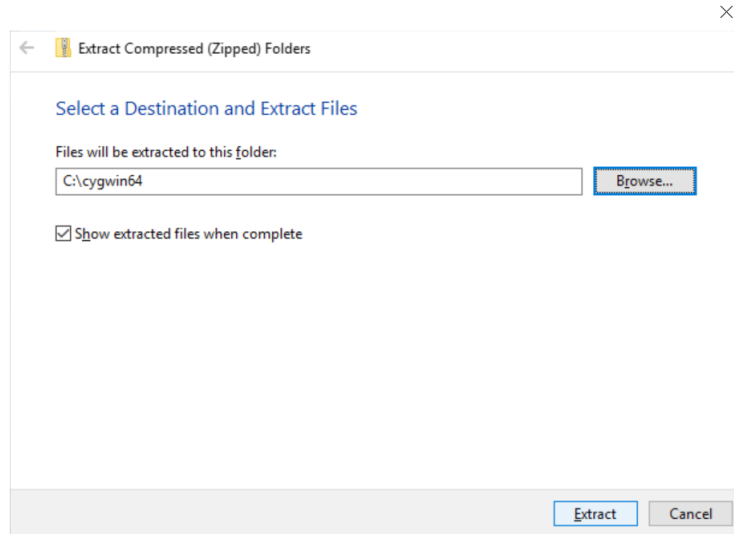 Extract Compressed (Zipped) Folders
Select a Destination and Extract Files
Files will be extracted to this folder:
C:\cygwin64
Browse...
Show extracted files when complete
Extract
Cancel